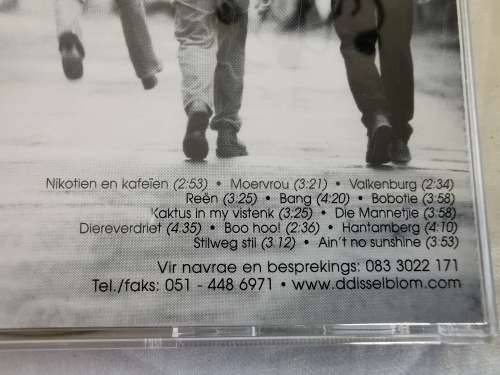 Nikotien en kafeïën (2:53) • Moervrou (3:21) • Valkenburg (2:34)
Reën (3:25) • Bang (4:20) • Bobotie (3:58)
Kaktus in my vistenk (3:25) • Die Mannetjie (3:58)
Diereverdriet (4:35) • Boo hoo! (2:36) • Hantamberg (4:10)
Stilweg stil (3:12) • Ain't no sunshine (3:53)
Vir navrae en besprekings: 083 3022 171
Tel./faks: 051 - 448 6971 • www.ddisselblom.com